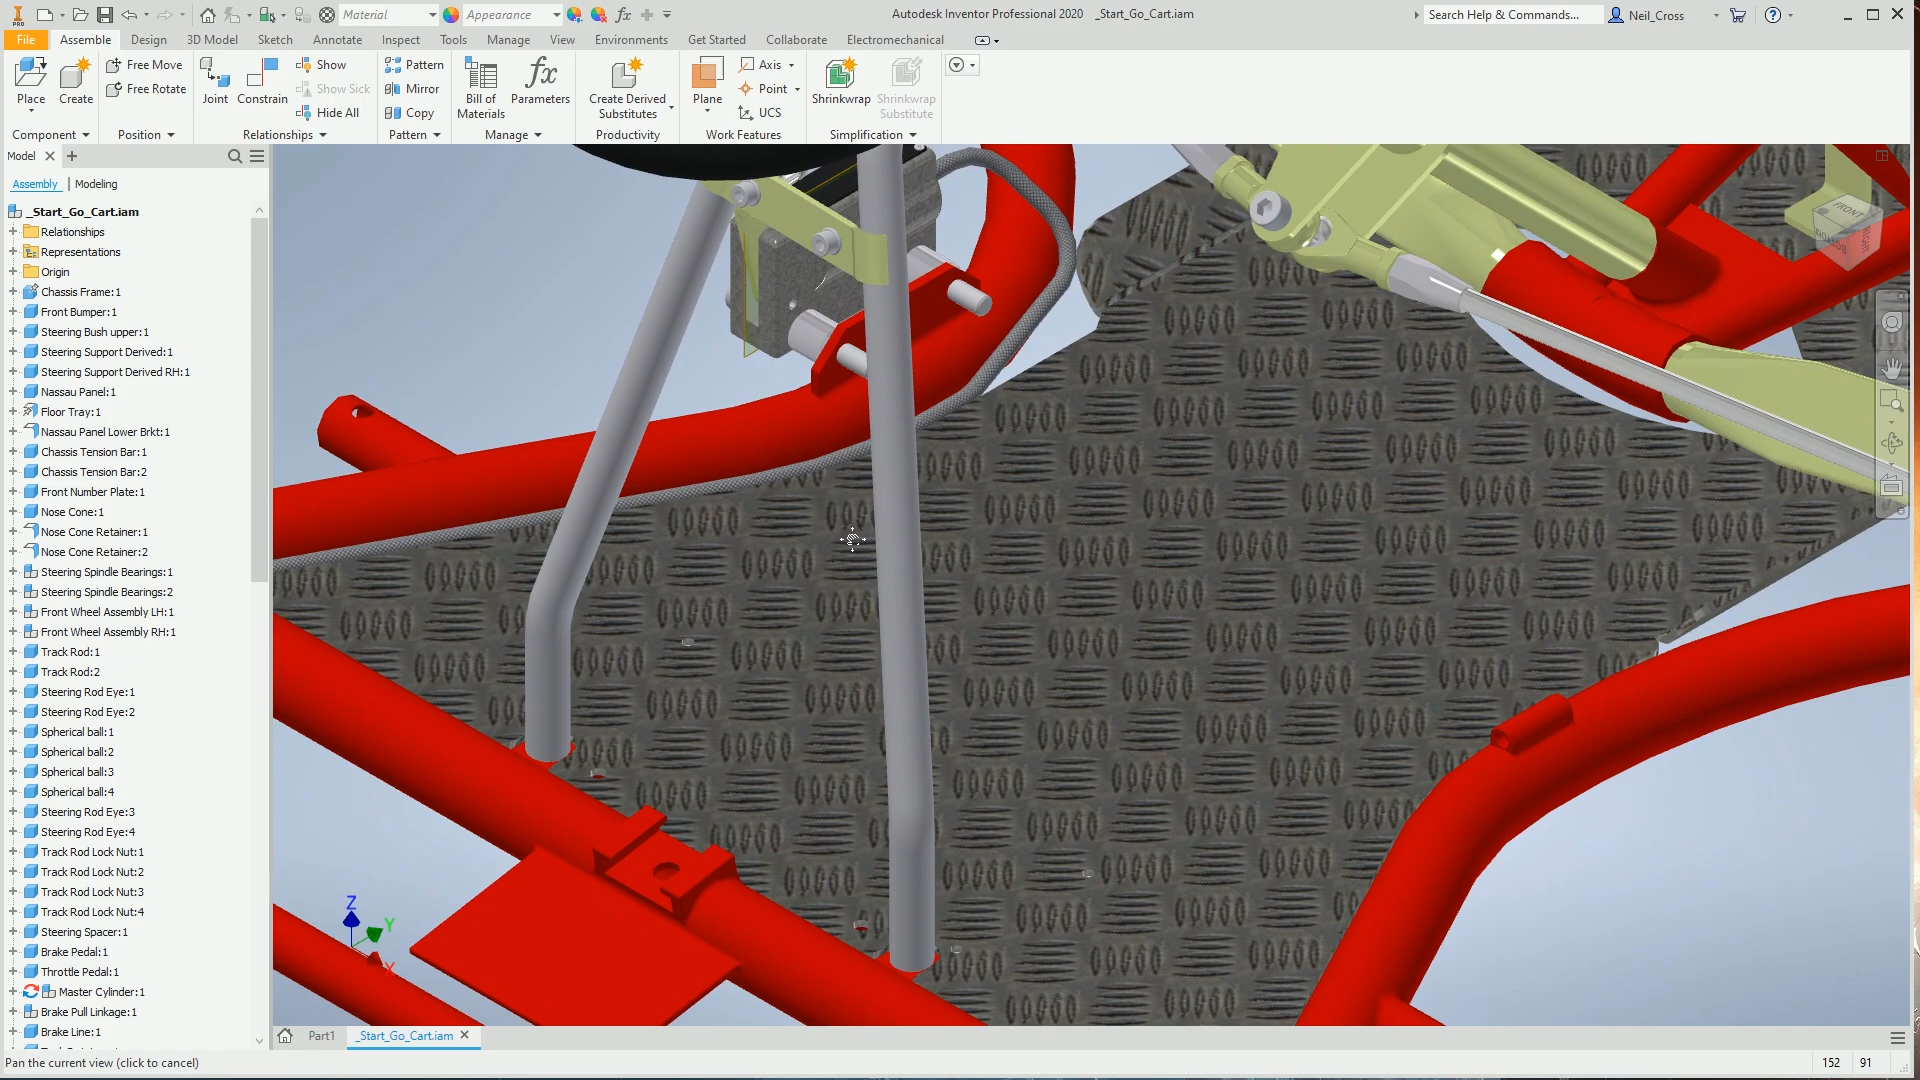 PRO
Material
Appearance
fx
Autodesk Inventor Professional 2020 _Start_Go_Cart.iam
Search Help & Commands...
Neil_Cross
File Assemble Design 3D Model Sketch Annotate Inspect Tools Manage View Environments Get Started Collaborate Electromechanical
Place
Create
Free Move
Free Rotate
Joint
Constrain
Show
Show Sick
Hide All
Pattern
Mirror
Copy
Bill of
Materials
fx
Parameters
Create Derived
Substitutes
Plane
Axis
Point
UCS
Shrinkwrap
Shrinkwrap
Substitute
Component Position Relationships Pattern Manage Productivity Work Features Simplification
Model
Assembly | Modeling
_Start_Go_Cart.iam
Relationships
Representations
Origin
Chassis Frame:1
Front Bumper:1
Steering Bush upper:1
Steering Support Derived:1
Steering Support Derived RH:1
Nassau Panel:1
Floor Tray:1
Nassau Panel Lower Brkt:1
Chassis Tension Bar:1
Chassis Tension Bar:2
Front Number Plate:1
Nose Cone:1
Nose Cone Retainer:1
Nose Cone Retainer:2
Steering Spindle Bearings:1
Steering Spindle Bearings:2
Front Wheel Assembly LH:1
Front Wheel Assembly RH:1
Track Rod:1
Track Rod:2
Steering Rod Eye:1
Steering Rod Eye:2
Spherical ball:1
Spherical ball:2
Spherical ball:3
Spherical ball:4
Steering Rod Eye:3
Steering Rod Eye:4
Track Rod Lock Nut:1
Track Rod Lock Nut:2
Track Rod Lock Nut:3
Track Rod Lock Nut:4
Steering Spacer:1
Brake Pedal:1
Throttle Pedal:1
Master Cylinder:1
Brake Pull Linkage:1
Brake Line:1
FRONT
BOTTOM
Z
Y
X
Part1
_Start_Go_Cart.iam
Pan the current view (click to cancel)
152 91